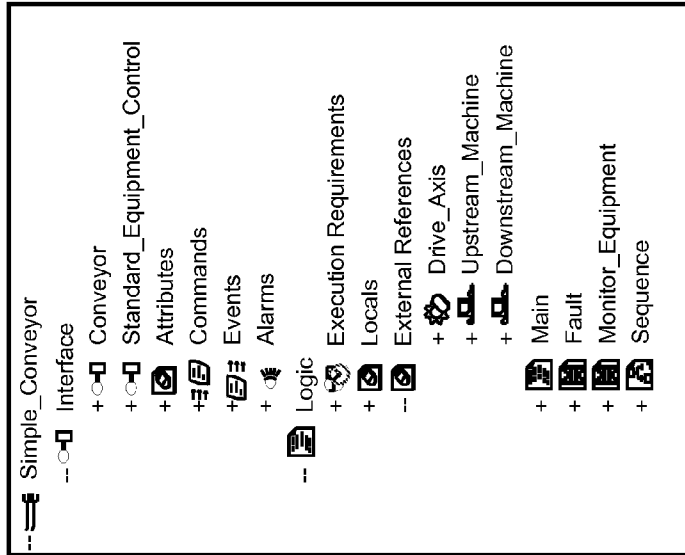 -- Simple_Conveyor
-- Interface
+ Conveyor
+ Standard_Equipment_Control
+ Attributes
+ Commands
+ Events
+ Alarms
-- Logic
+ Execution Requirements
+ Locals
-- External References
+ Drive_Axis
+ Upstream_Machine
+ Downstream_Machine
+ Main
+ Fault
+ Monitor_Equipment
+ Sequence